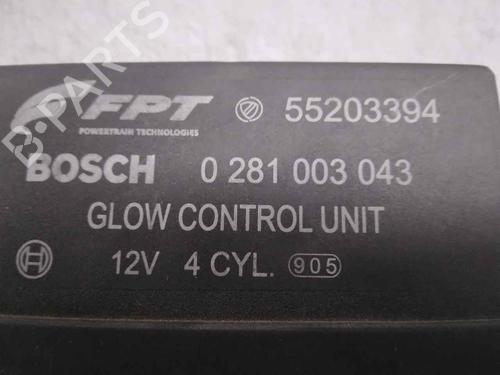 FPT 55203394
POWERTRAIN TECHNOLOGIES
BOSCH 0 281 003 043
GLOW CONTROL UNIT
12V 4 CYL. 905
B-PARTS